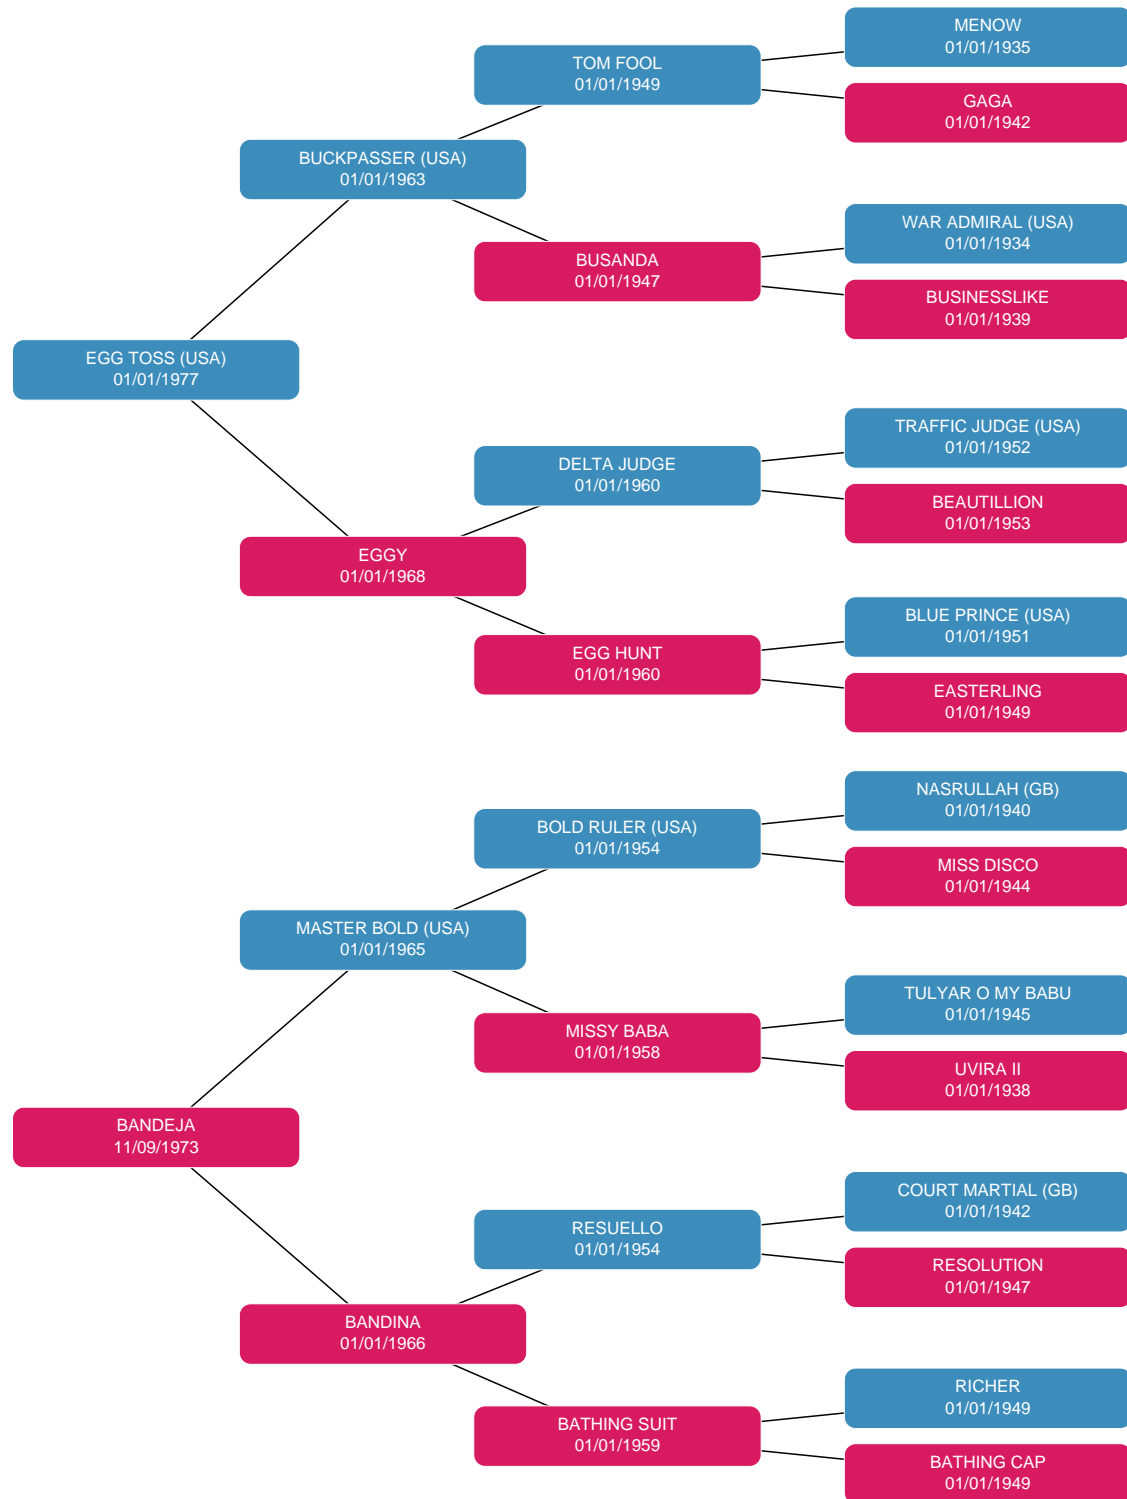 MENOW
01/01/1935
TOM FOOL
01/01/1949
GAGA
01/01/1942
BUCKPASSER (USA)
01/01/1963
WAR ADMIRAL (USA)
01/01/1934
BUSANDA
01/01/1947
BUSINESSLIKE
01/01/1939
EGG TOSS (USA)
01/01/1977
TRAFFIC JUDGE (USA)
01/01/1952
DELTA JUDGE
01/01/1960
BEAUTILLION
01/01/1953
EGGY
01/01/1968
BLUE PRINCE (USA)
01/01/1951
EGG HUNT
01/01/1960
EASTERLING
01/01/1949
NASRULLAH (GB)
01/01/1940
BOLD RULER (USA)
01/01/1954
MISS DISCO
01/01/1944
MASTER BOLD (USA)
01/01/1965
TULYAR O MY BABU
01/01/1945
MISSY BABA
01/01/1958
UVIRA II
01/01/1938
BANDEJA
11/09/1973
COURT MARTIAL (GB)
01/01/1942
RESUELLO
01/01/1954
RESOLUTION
01/01/1947
BANDINA
01/01/1966
RICHER
01/01/1949
BATHING SUIT
01/01/1959
BATHING CAP
01/01/1949